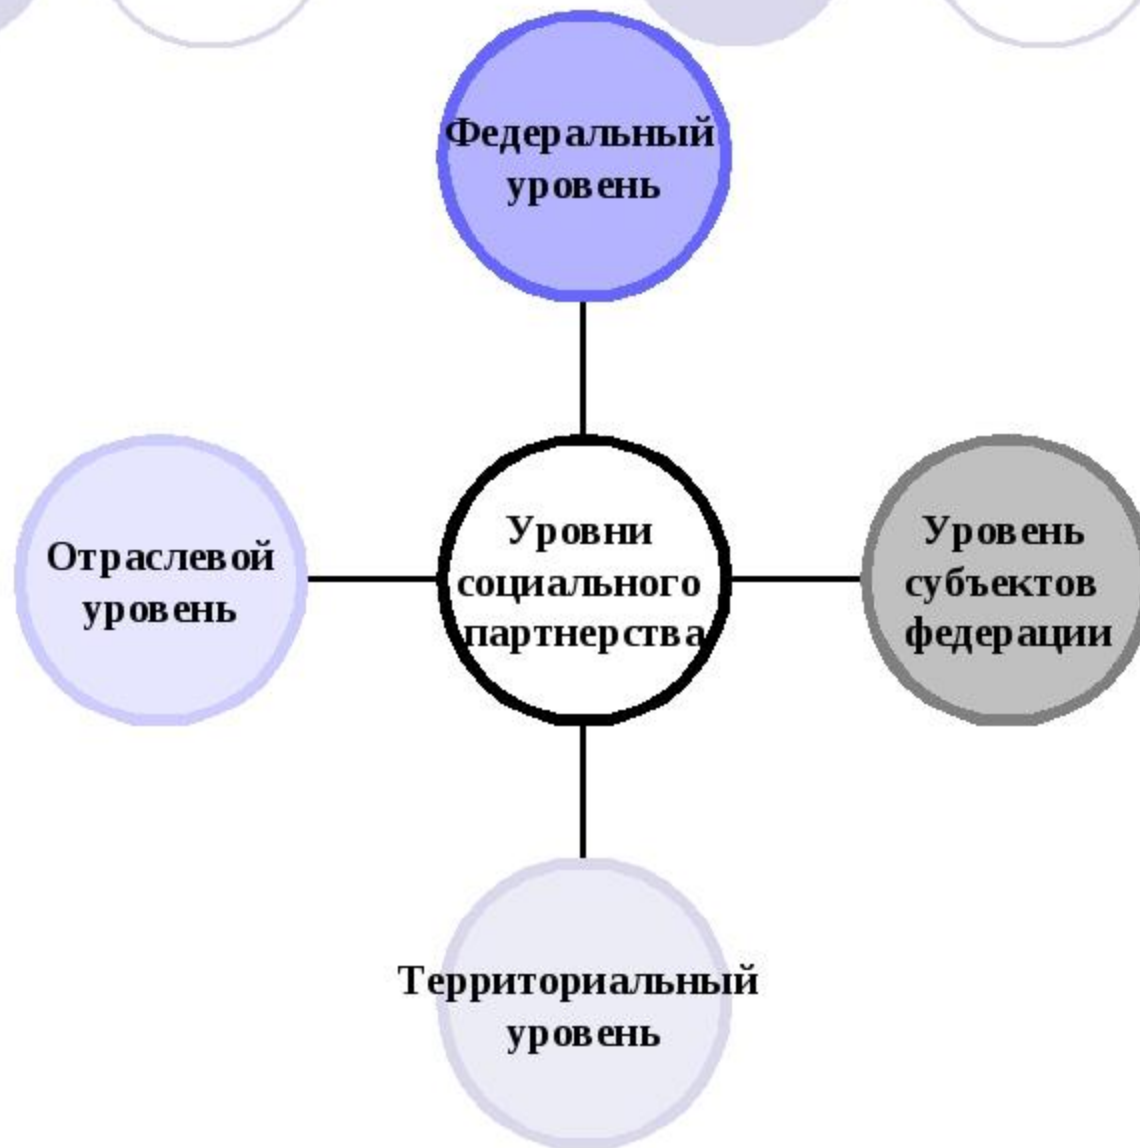 Федеральный
уровень
Отраслевой
уровень
Уровни
социального
партнерства
Уровень
субъектов
федерации
Территориальный
уровень